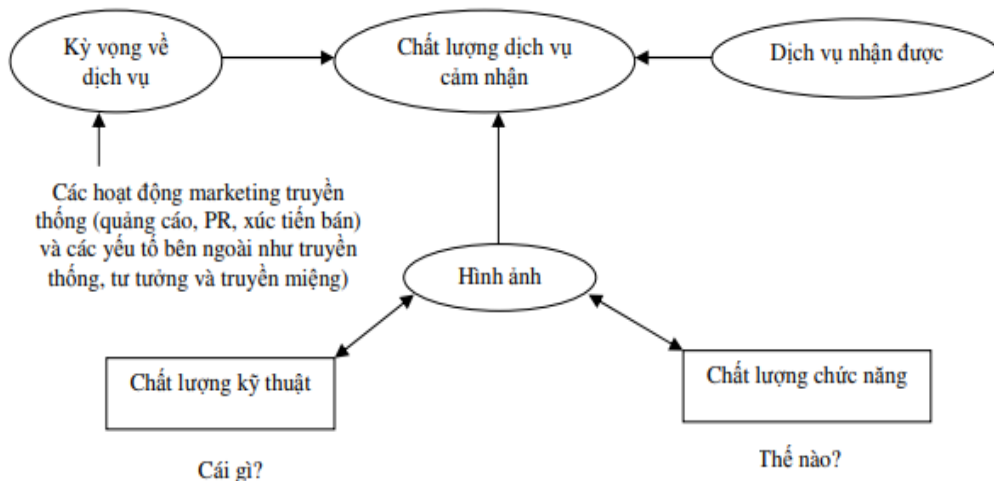 Kỳ vọng về
dịch vụ
Chất lượng dịch vụ
cảm nhận
Dịch vụ nhận được
Các hoạt động marketing truyền
thống (quảng cáo, PR, xúc tiến bán)
và các yếu tố bên ngoài như truyền
thống, tư tưởng và truyền miệng)
Hình ảnh
Chất lượng kỹ thuật
Chất lượng chức năng
Cái gì?
Thế nào?